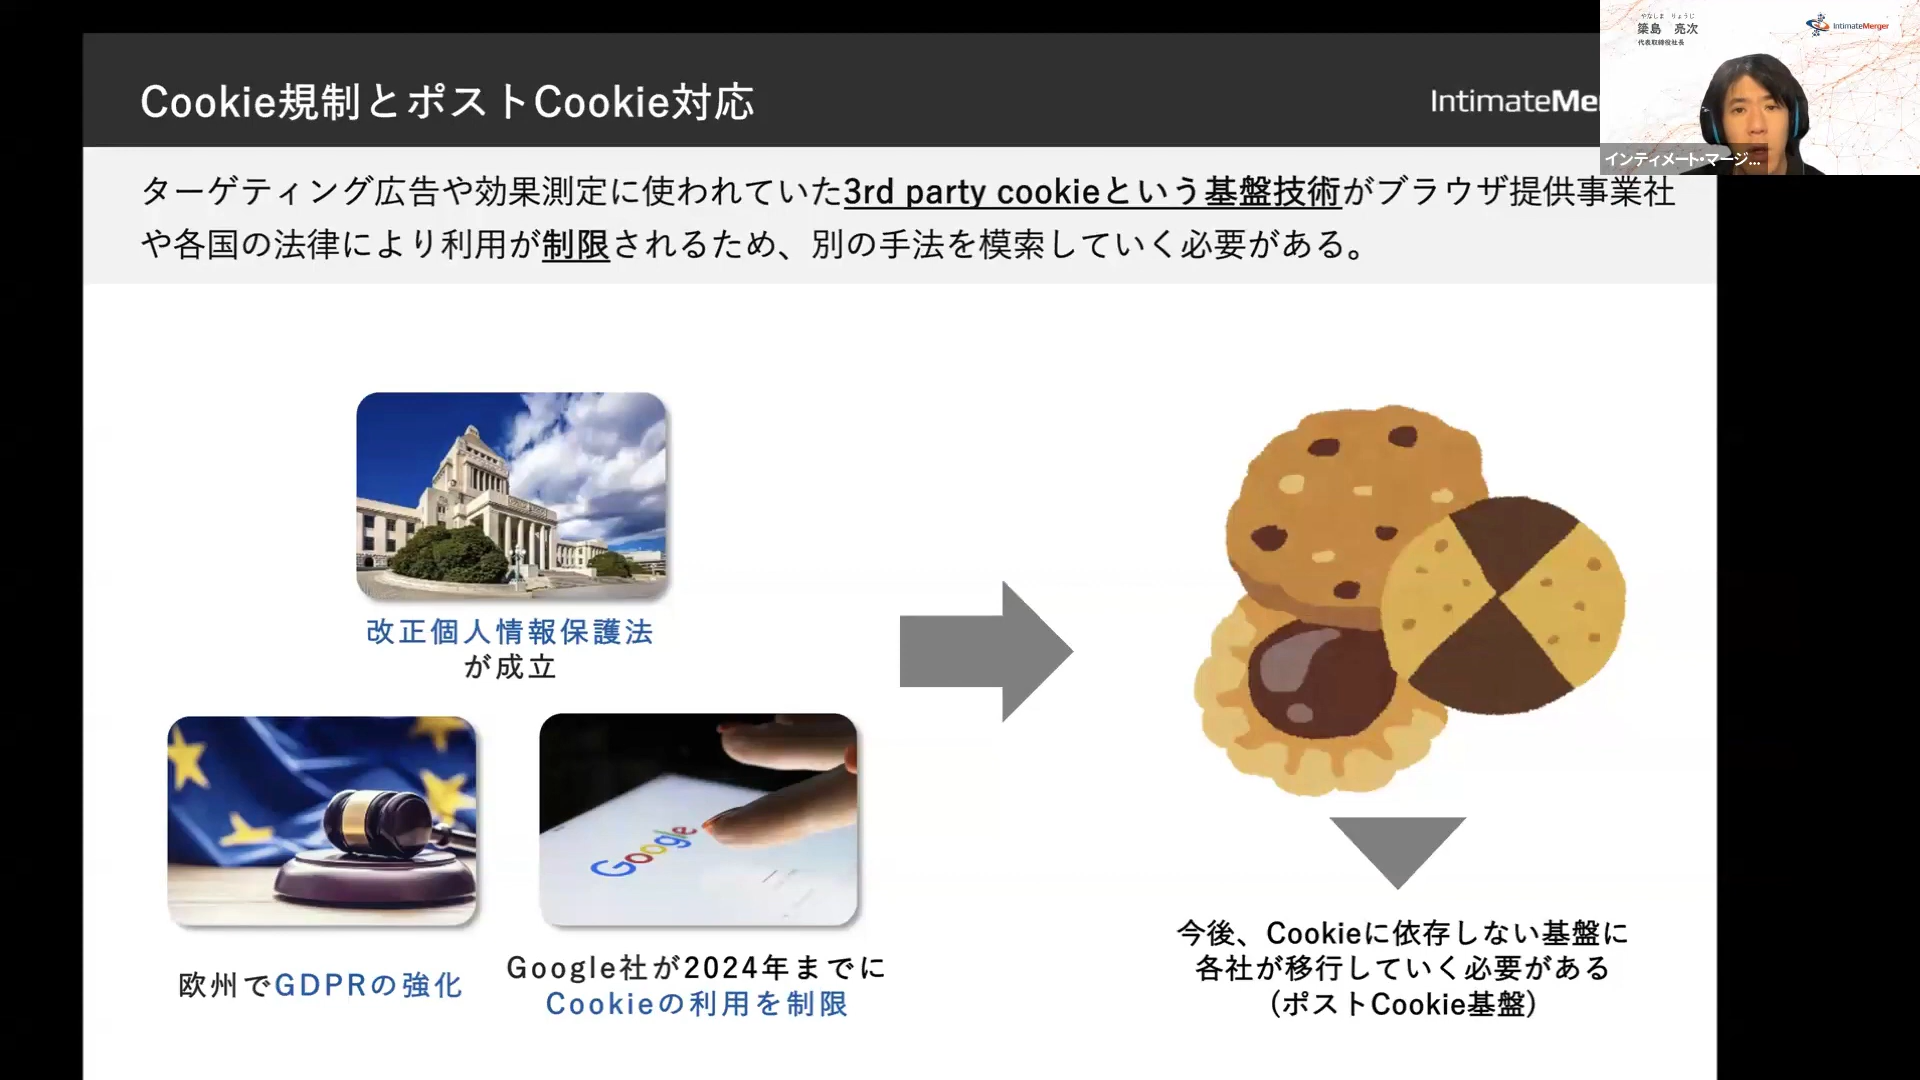 Cookie規制とポストCookie対応
IntimateMe
やなしま りょうじ
簗島 亮次
代表取締役社長
IntimateMerger
インティメート・マージ...
ターゲティング広告や効果測定に使われていた3rd party cookieという基盤技術がブラウザ提供事業社
や各国の法律により利用が制限されるため、別の手法を模索していく必要がある。
改正個人情報保護法
が成立
Google
欧州でGDPRの強化
Google社が2024年までに
Cookieの利用を制限
今後、Cookieに依存しない基盤に
各社が移行していく必要がある
(ポストCookie基盤)